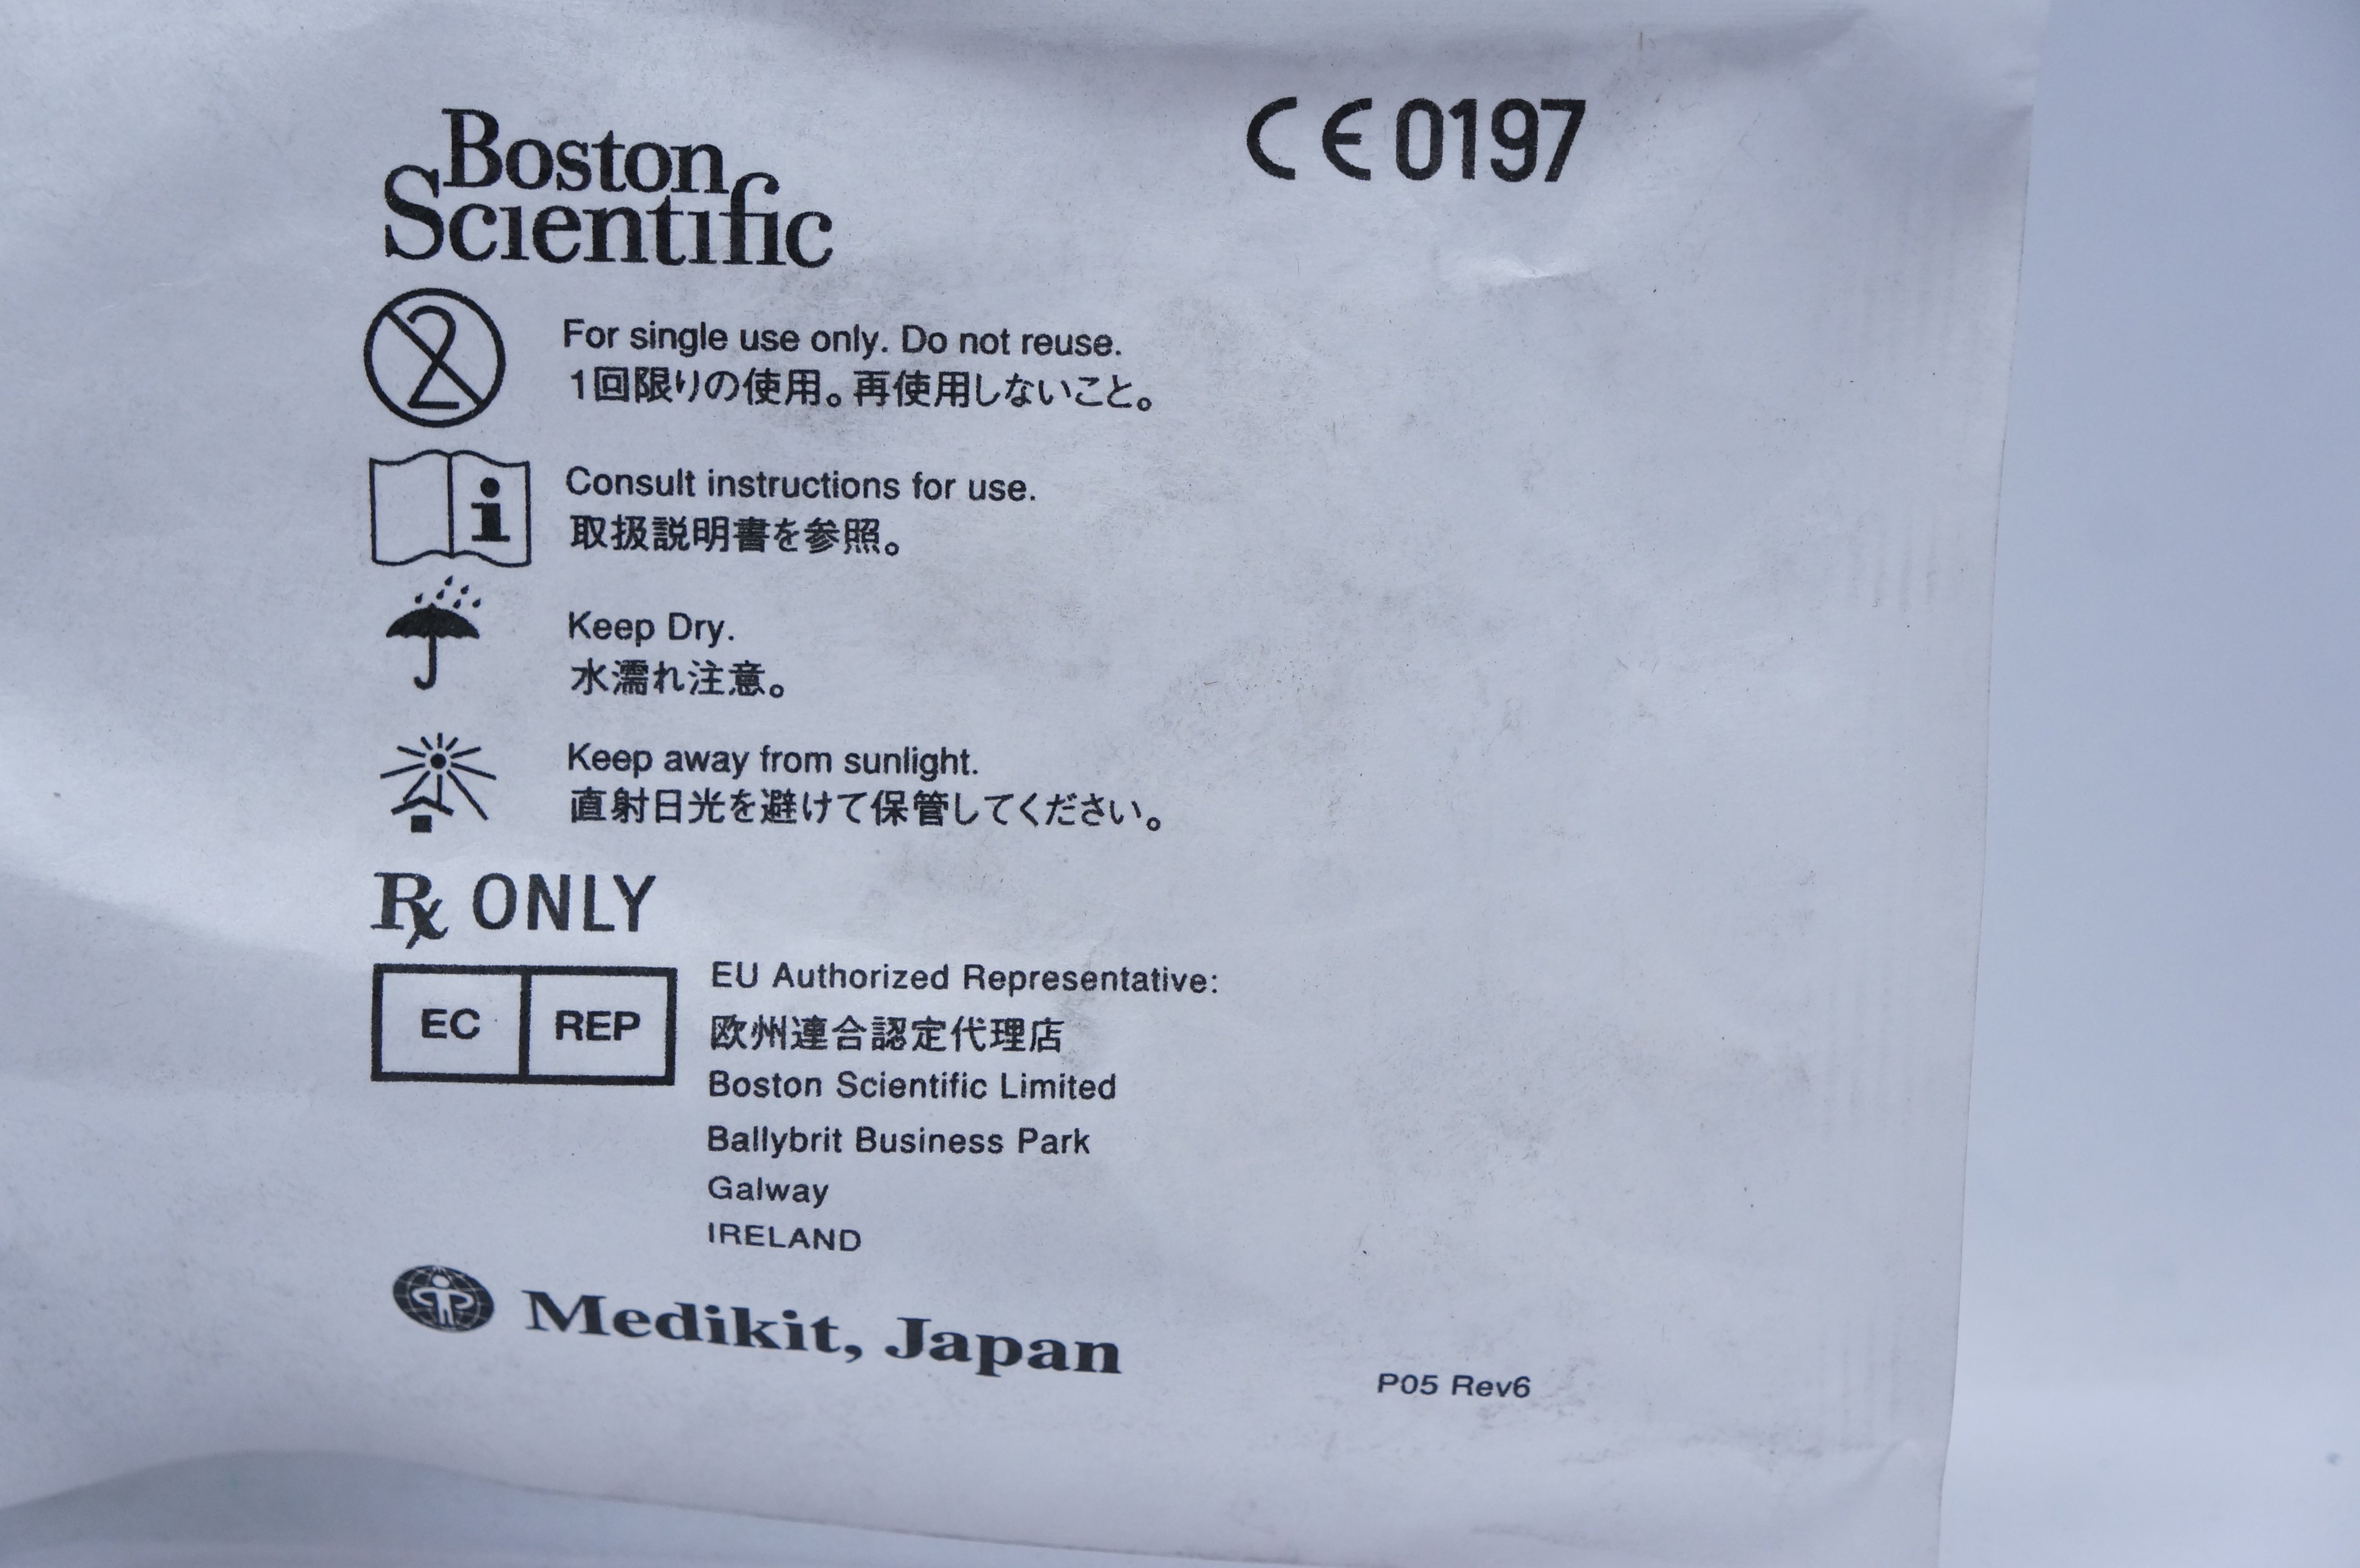 Boston
Scientific
CE 0197
2
For single use only. Do not reuse.
1回限りの使用。再使用しないこと。
i
Consult instructions for use.
取扱説明書を参照。
Keep Dry.
水濡れ注意。
Keep away from sunlight.
直射日光を避けて保管してください。
Rx ONLY
EC REP
EU Authorized Representative:
欧州連合認定代理店
Boston Scientific Limited
Ballybrit Business Park
Galway
IRELAND
Medikit, Japan
P05 Rev6